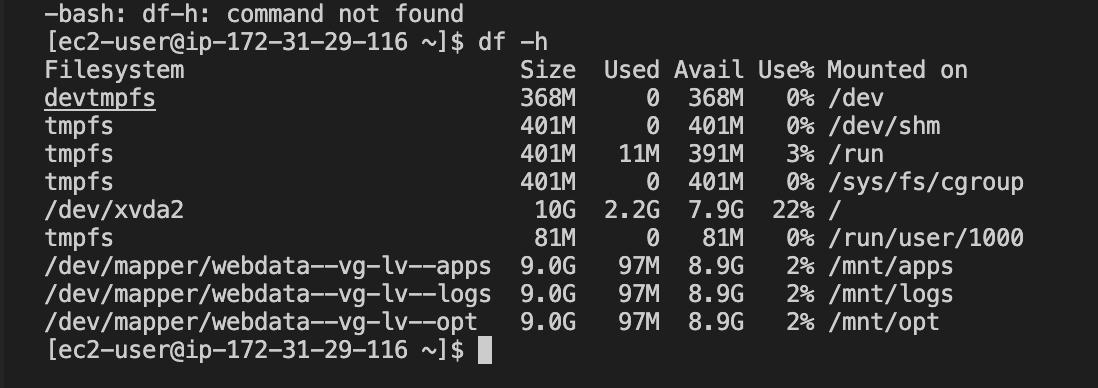 -bash: df-h: command not found
[ec2-user@ip-172-31-29-116 ~]$ df -h
Filesystem                          Size  Used Avail Use% Mounted on
devtmpfs                            368M     0  368M   0% /dev
tmpfs                               401M     0  401M   0% /dev/shm
tmpfs                               401M   11M  391M   3% /run
tmpfs                               401M     0  401M   0% /sys/fs/cgroup
/dev/xvda2                           10G  2.2G  7.9G  22% /
tmpfs                                81M     0   81M   0% /run/user/1000
/dev/mapper/webdata--vg-lv--apps  9.0G   97M  8.9G   2% /mnt/apps
/dev/mapper/webdata--vg-lv--logs  9.0G   97M  8.9G   2% /mnt/logs
/dev/mapper/webdata--vg-lv--opt   9.0G   97M  8.9G   2% /mnt/opt
[ec2-user@ip-172-31-29-116 ~]$